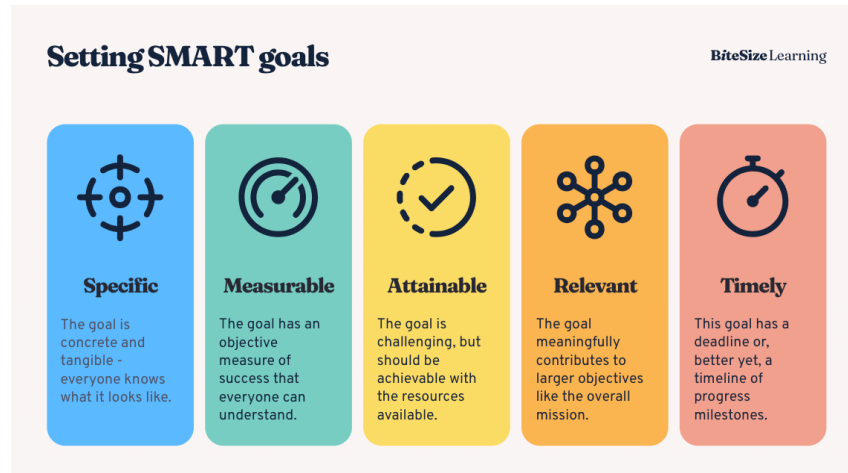 Setting SMART goals
BiteSize Learning
Specific
The goal is
concrete and
tangible -
everyone knows
what it looks like.
Measurable
The goal has an
objective
measure of
success that
everyone can
understand.
Attainable
The goal is
challenging, but
should be
achievable with
the resources
available.
Relevant
The goal
meaningfully
contributes to
larger objectives
like the overall
mission.
Timely
This goal has a
deadline or,
better yet, a
timeline of
progress
milestones.